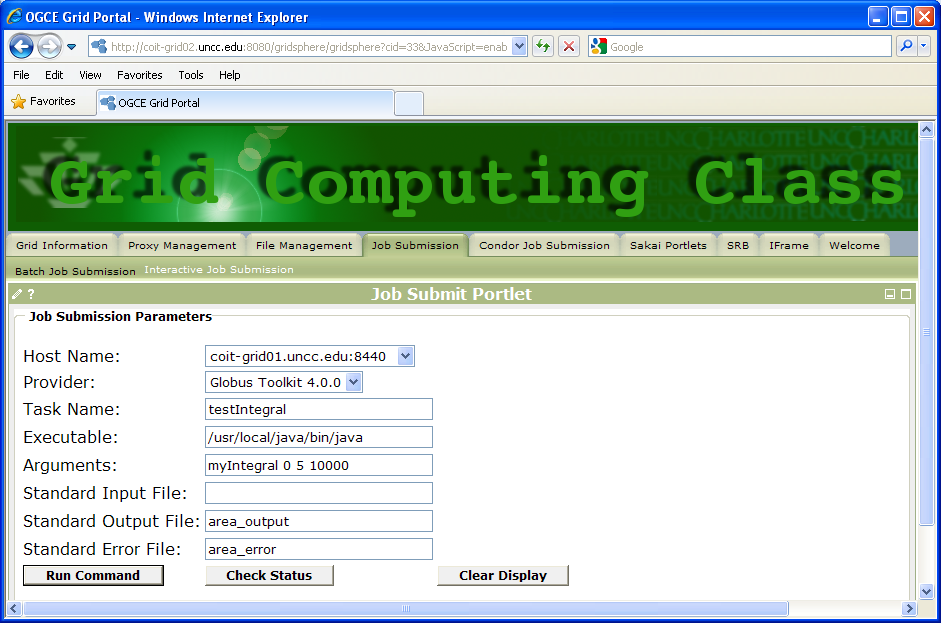 OGCE Grid Portal - Windows Internet Explorer
http://coit-grid02.uncc.edu:8080/gridsphere/gridsphere?cid=33&JavaScript=enab
Google
File Edit View Favorites Tools Help
Favorites
OGCE Grid Portal
Grid Computing Class
Grid Information Proxy Management File Management Job Submission Condor Job Submission Sakai Portlets SRB IFrame Welcome
Batch Job Submission Interactive Job Submission
? Job Submit Portlet
Job Submission Parameters
Host Name: coit-grid01.uncc.edu:8440
Provider: Globus Toolkit 4.0.0
Task Name: testIntegral
Executable: /usr/local/java/bin/java
Arguments: myIntegral 0 5 10000
Standard Input File:
Standard Output File: area_output
Standard Error File: area_error
Run Command Check Status Clear Display